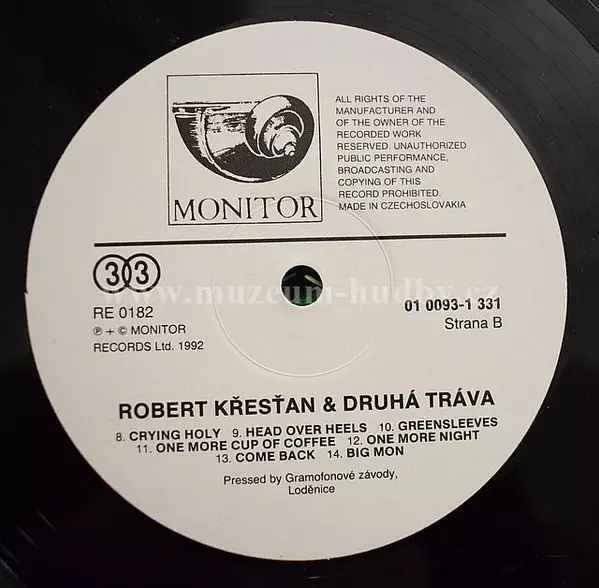 MONITOR
ALL RIGHTS OF THE
MANUFACTURER AND
OF THE OWNER OF THE
RECORDED WORK
RESERVED. UNAUTHORIZED
PUBLIC PERFORMANCE,
BROADCASTING AND
COPYING OF THIS
RECORD PROHIBITED.
MADE IN CZECHOSLOVAKIA
33
www.muzeum-hudby.cz
RE 0182
℗ + © MONITOR
RECORDS Ltd. 1992
01 0093-1 331
Strana B
ROBERT KŘESŤAN & DRUHÁ TRÁVA
8. CRYING HOLY 9. HEAD OVER HEELS 10. GREENSLEEVES
11. ONE MORE CUP OF COFFEE 12. ONE MORE NIGHT
13. COME BACK 14. BIG MON
Pressed by Gramofonové závody,
Loděnice